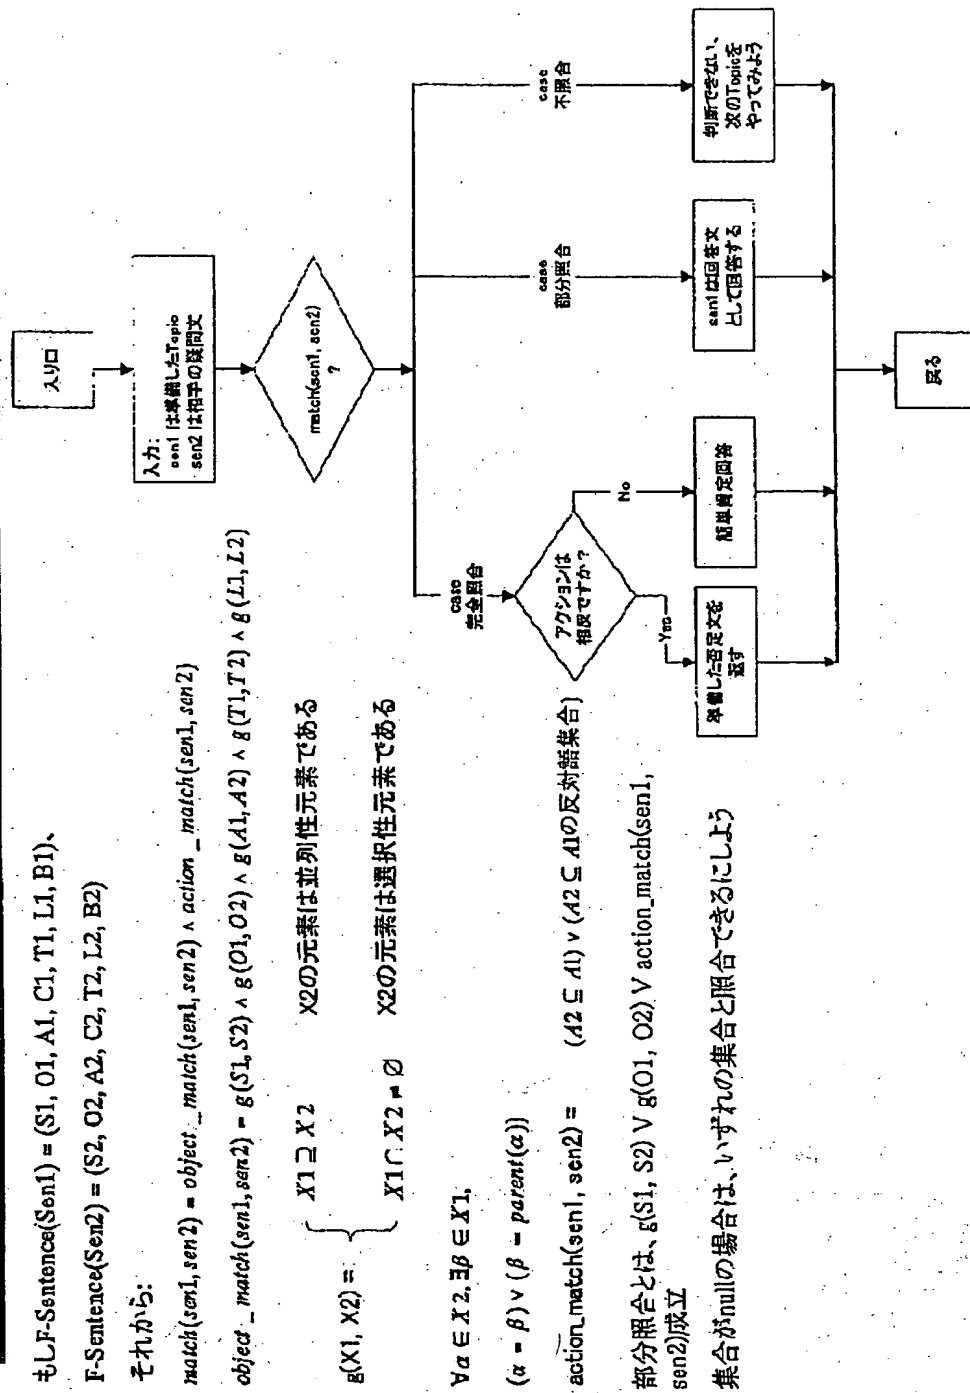 もしF-Sentence(Sen1) = (S1, O1, A1, C1, T1, L1, B1)、
F-Sentence(Sen2) = (S2, O2, A2, C2, T2, L2, B2)
それから:
match(sen1, sen2) = object_match(sen1, sen2) ∧ action_match(sen1, sen2)
object_match(sen1, sen2) = g(S1, S2) ∧ g(O1, O2) ∧ g(A1, A2) ∧ g(T1, T2) ∧ g(L1, L2)
g(X1, X2) =
X1 ⊇ X2 X2の元素は並列性元素である
X1 ∩ X2 ≠ ∅ X2の元素は選択性元素である
∀α ∈ X2, ∃β ∈ X1,
(α = β) ∨ (β = parent(α))
action_match(sen1, sen2) = (A2 ⊆ A1) ∨ (A2 ⊆ A1の反対語集合)
部分照合とは、g(S1, S2) ∨ g(O1, O2) ∨ action_match(sen1,
sen2)成立
集合がnullの場合は、いずれの集合と照合できるにしよう
入り口
入力:
sen1 は準備したTopic
sen2 は相手の疑問文
match(sen1, sen2)
?
case
完全照合
case
部分照合
case
不照合
アクションは
相反ですか?
Yes
No
準備した否定文を
返す
簡単肯定回答
sen1は回答文
として回答する
判断できない、
次のTopicを
やってみよう
戻る